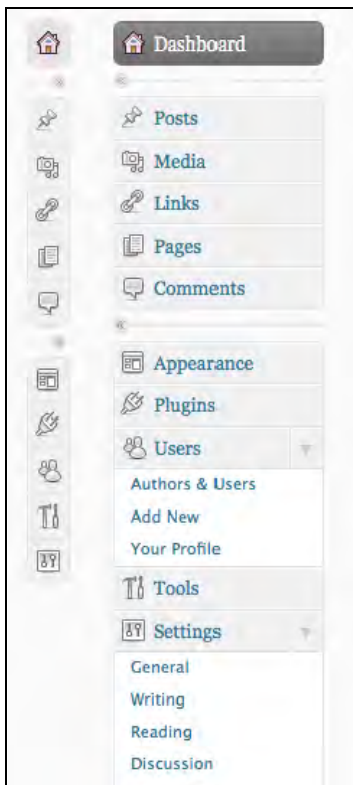 Dashboard
Posts
Media
Links
Pages
Comments
Appearance
Plugins
Users
Authors & Users
Add New
Your Profile
Tools
Settings
General
Writing
Reading
Discussion